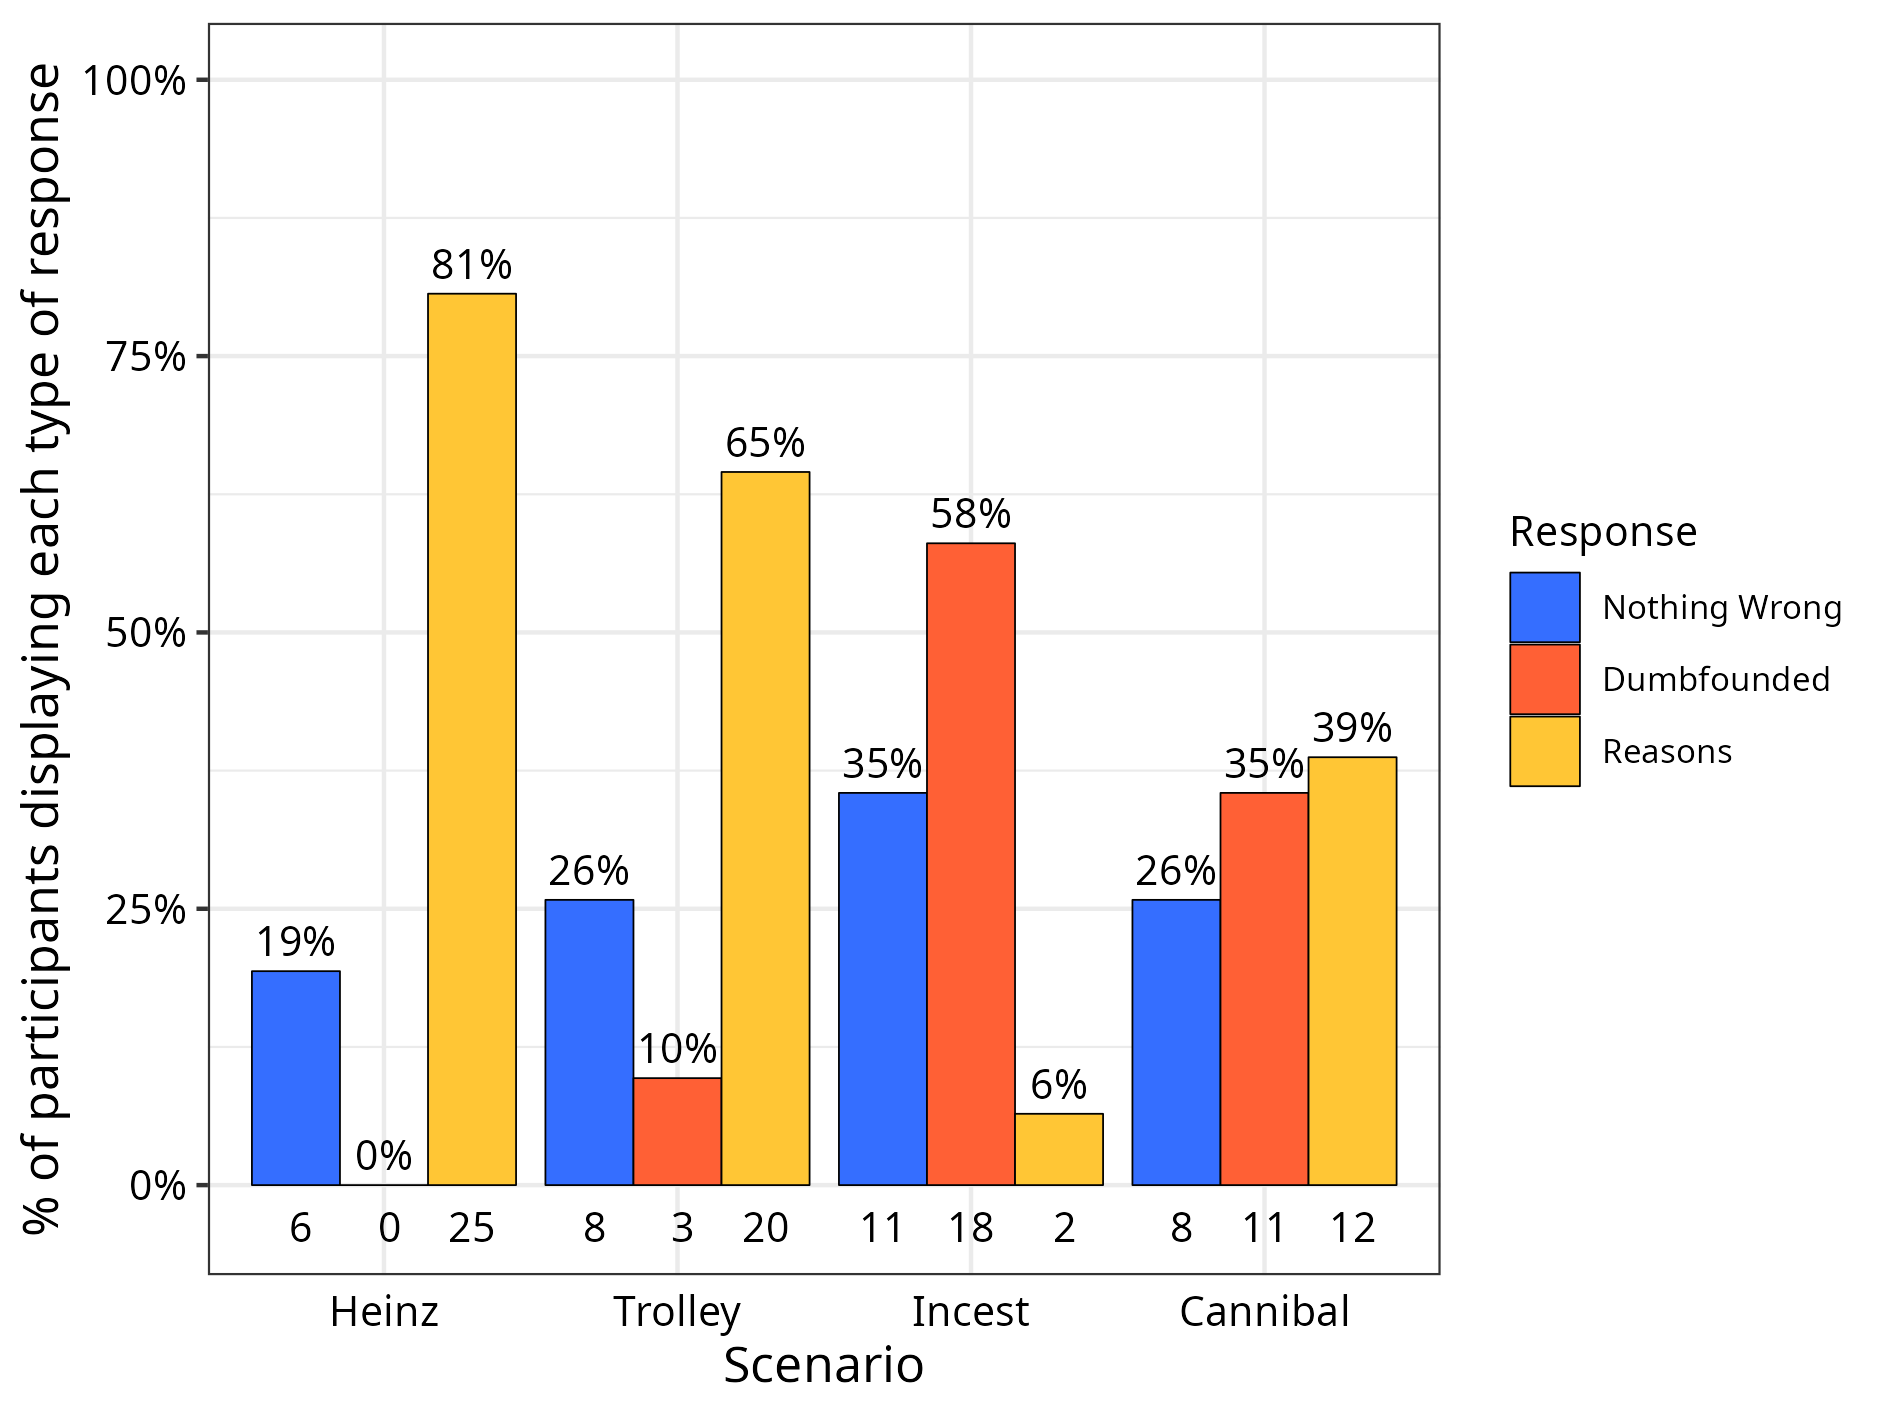 % of participants displaying each type of response
100%
75%
50%
25%
0%
19%
0%
81%
26%
10%
65%
35%
58%
6%
26%
35%
39%
6 0 25 8 3 20 11 18 2 8 11 12
Heinz Trolley Incest Cannibal
Scenario
Response
Nothing Wrong
Dumbfounded
Reasons